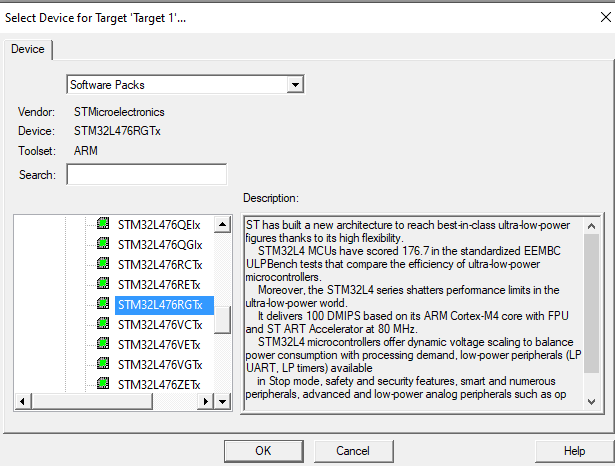 Select Device for Target 'Target 1'...
Device
Software Packs
Vendor: STMicroelectronics
Device: STM32L476RGTx
Toolset: ARM
Search:
Description:
STM32L476QEIx
STM32L476QGIx
STM32L476RCTx
STM32L476RETx
STM32L476RGTx
STM32L476VCTx
STM32L476VETx
STM32L476VGTx
STM32L476ZETx
ST has built a new architecture to reach best-in-class ultra-low-power
figures thanks to its high flexibility.
STM32L4 MCUs have scored 176.7 in the standardized EEMBC
ULPBench tests that compare the efficiency of ultra-low-power
microcontrollers.
Moreover, the STM32L4 series shatters performance limits in the
ultra-low-power world.
It delivers 100 DMIPS based on its ARM Cortex-M4 core with FPU
and ST ART Accelerator at 80 MHz.
STM32L4 microcontrollers offer dynamic voltage scaling to balance
power consumption with processing demand, low-power peripherals (LP
UART, LP timers) available
in Stop mode, safety and security features, smart and numerous
peripherals, advanced and low-power analog peripherals such as op
OK
Cancel
Help